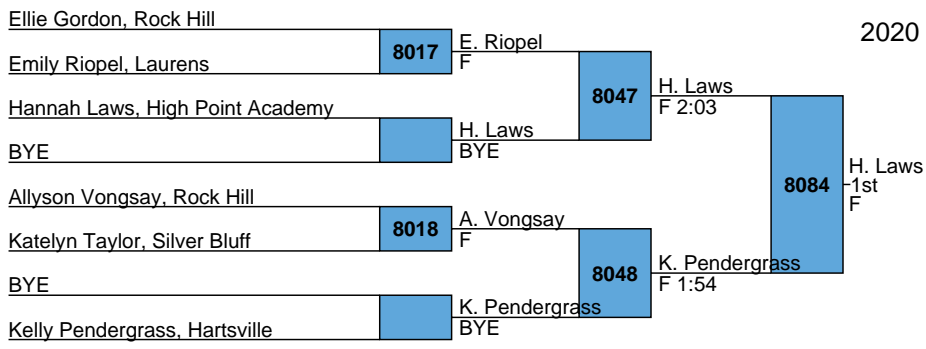 Ellie Gordon, Rock Hill
2020
8017
E. Riopel
F
Emily Riopel, Laurens
8047
H. Laws
F 2:03
Hannah Laws, High Point Academy
H. Laws
BYE
BYE
8084
H. Laws
1st
F
Allyson Vongsay, Rock Hill
8018
A. Vongsay
F
Katelyn Taylor, Silver Bluff
8048
K. Pendergrass
F 1:54
BYE
K. Pendergrass
BYE
Kelly Pendergrass, Hartsville